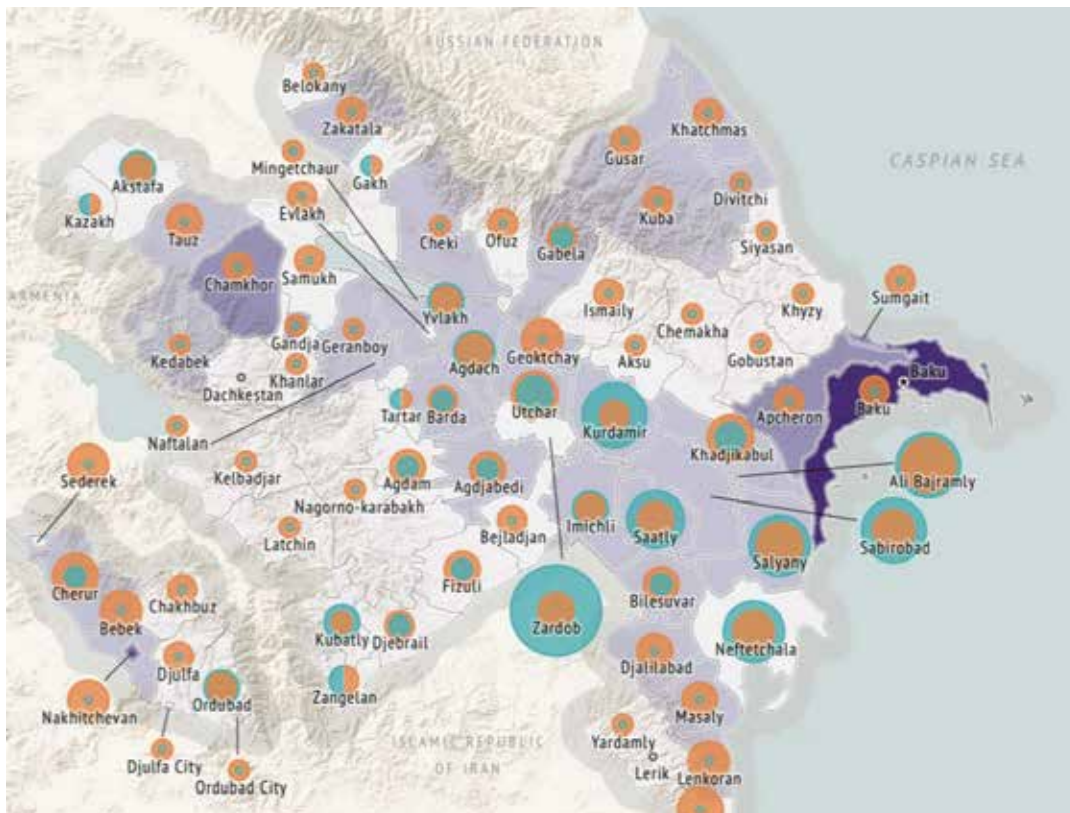 RUSSIAN FEDERATION
Belokany
Zakatala
Khatchmas
Gusar
Mingetchaur
CASPIAN SEA
Gakh
Akstafa
Divitchi
Kazakh
Evlakh
Kuba
Tauz
Cheki
Ofuz
Siyasan
Gabela
Chamkhor
Samukh
Sumgait
ARMENIA
Ismaily
Khyzy
Yvlakh
Chemakha
Gandja
Geranboy
Geoktchay
Kedabek
Aksu
Gobustan
Agdach
Khanlar
Baku
Dachkestan
Baku
Utchar
Apcheron
Tartar
Barda
Kurdamir
Naftalan
Khadjikabul
Sederek
Kelbadjar
Agdam
Agdjabedi
Ali Bajramly
Nagorno-karabakh
Imichli
Bejladjan
Saatly
Sabirobad
Latchin
Salyany
Fizuli
Cherur
Chakhbuz
Bilesuvar
Bebek
Zardob
Kubatly
Djebrail
Neftetchala
Djulfa
Djalilabad
Ordubad
Zangelan
Nakhitchevan
Masaly
Yardamly
ISLAMIC REPUBLIC
OF IRAN
Djulfa City
Lerik
Lenkoran
Ordubad City